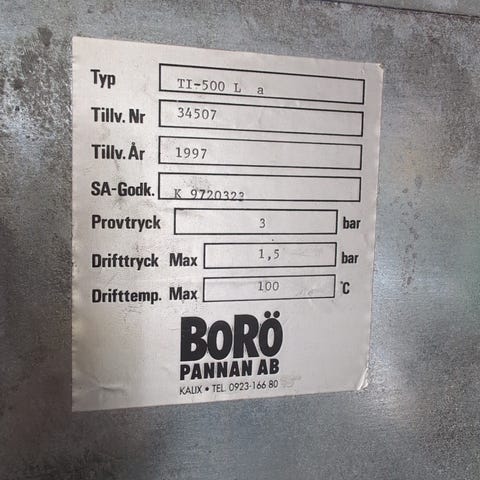 Typ TI-500 L a
Tillv. Nr 34507
Tillv. År 1997
SA-Godk. K 9720323
Provtryck 3 bar
Drifttryck Max 1,5 bar
Drifttemp. Max 100 °C
BORÖ
PANNAN AB
KALIX • TEL. 0923-166 80